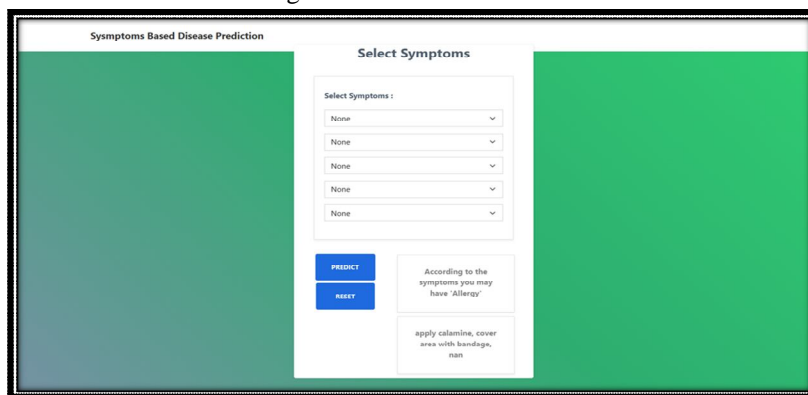 Sysmptoms Based Disease Prediction
Select Symptoms
Select Symptoms :
None
None
None
None
None
PREDICT
RESET
According to the
symptoms you may
have 'Allergy'
apply calamine, cover
area with bandage,
nan